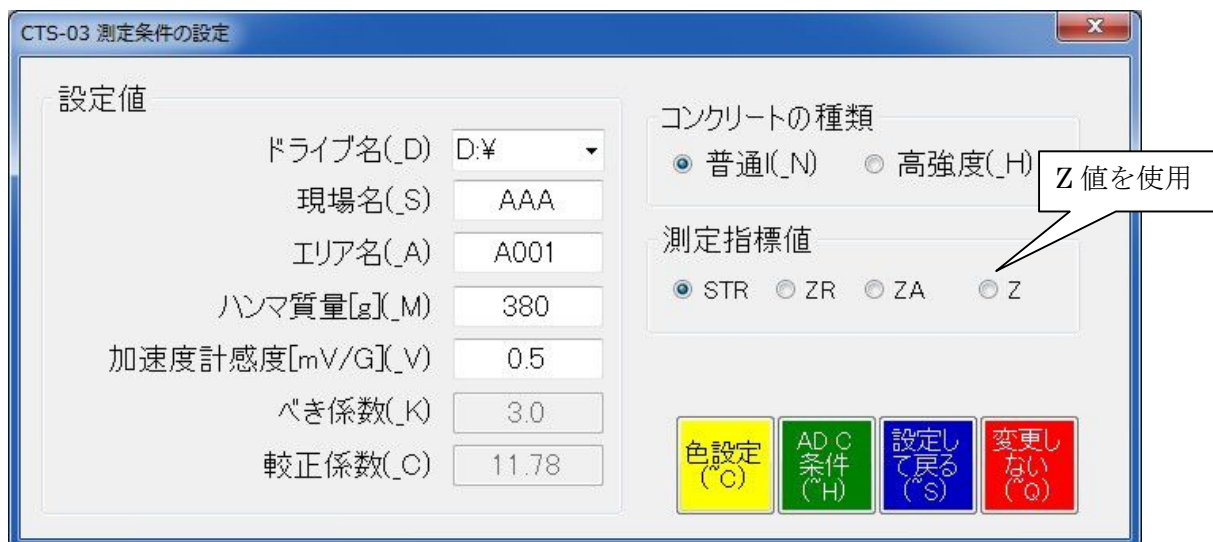 CTS-03 測定条件の設定
設定値
ドライブ名(_D) D:¥
現場名(_S) AAA
エリア名(_A) A001
ハンマ質量[g](_M) 380
加速度計感度[mV/G](_V) 0.5
べき係数(_K) 3.0
較正係数(_C) 11.78
コンクリートの種類
普通I(_N) 高強度(_H)
Z 値を使用
測定指標値
STR ZR ZA Z
色設定
(~C)
AD C
条件
(~H)
設定し
て戻る
(~S)
変更し
ない
(~Q)